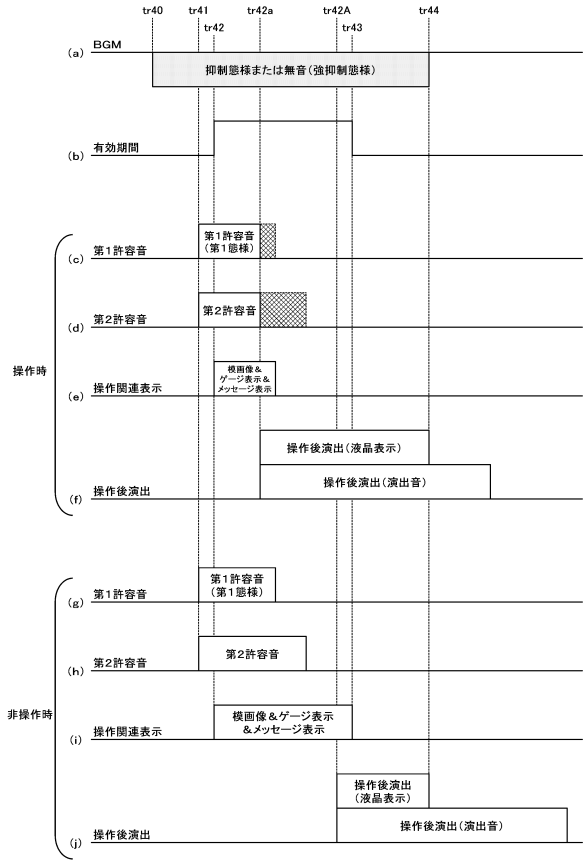 tr40
tr41
tr42
tr42a
tr42A
tr43
tr44
(a)
BGM
抑制態様または無音(強抑制態様)
(b)
有効期間
操作時
(c)
第1許容音
第1許容音
(第1態様)
(d)
第2許容音
第2許容音
(e)
操作関連表示
模画像&
ゲージ表示&
メッセージ表示
(f)
操作後演出
操作後演出(液晶表示)
操作後演出(演出音)
非操作時
(g)
第1許容音
第1許容音
(第1態様)
(h)
第2許容音
第2許容音
(i)
操作関連表示
模画像&ゲージ表示
&メッセージ表示
(j)
操作後演出
操作後演出
(液晶表示)
操作後演出(演出音)